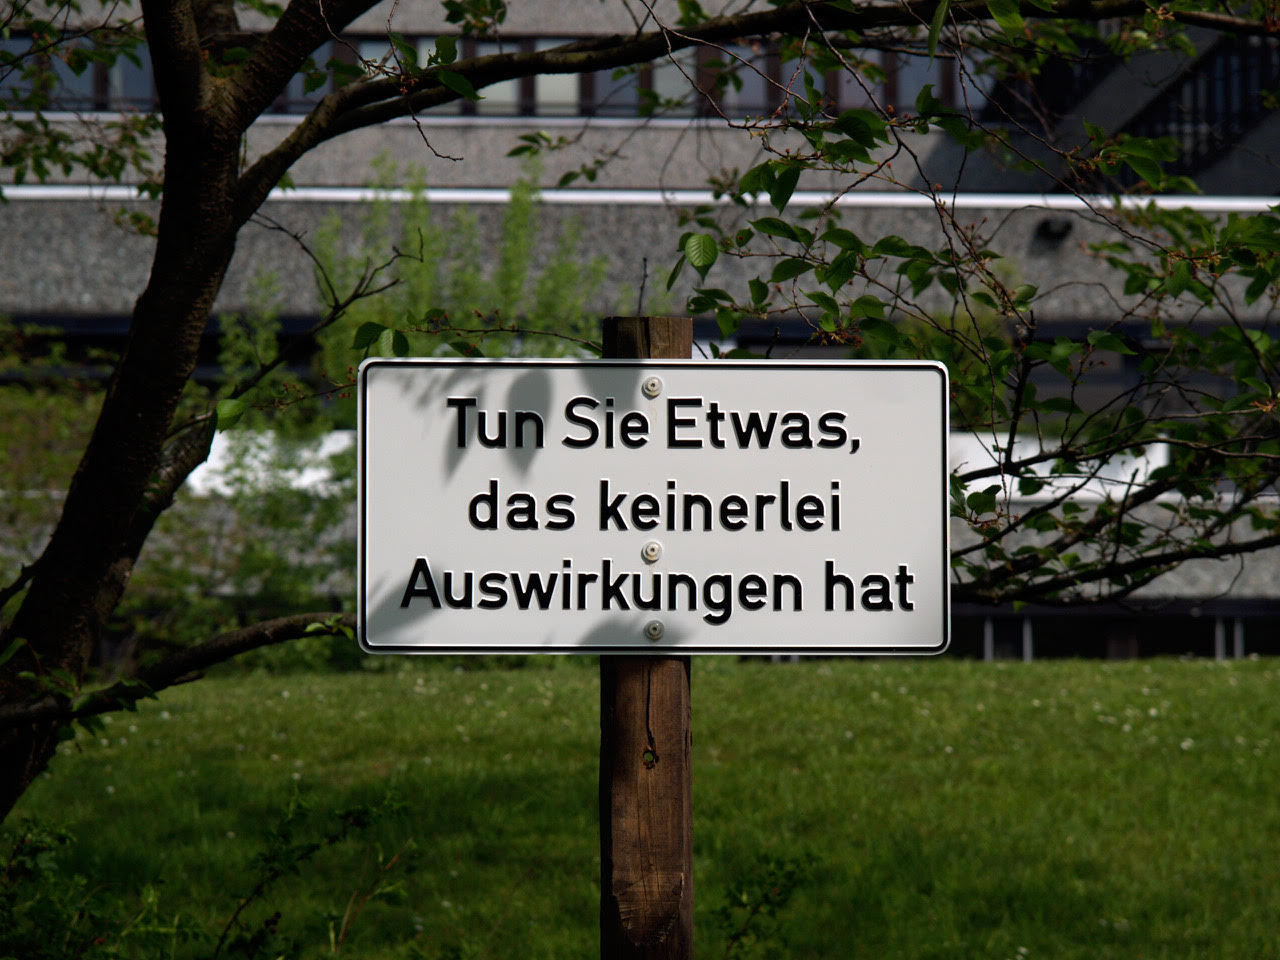 Tun Sie Etwas,
das keinerlei
Auswirkungen hat